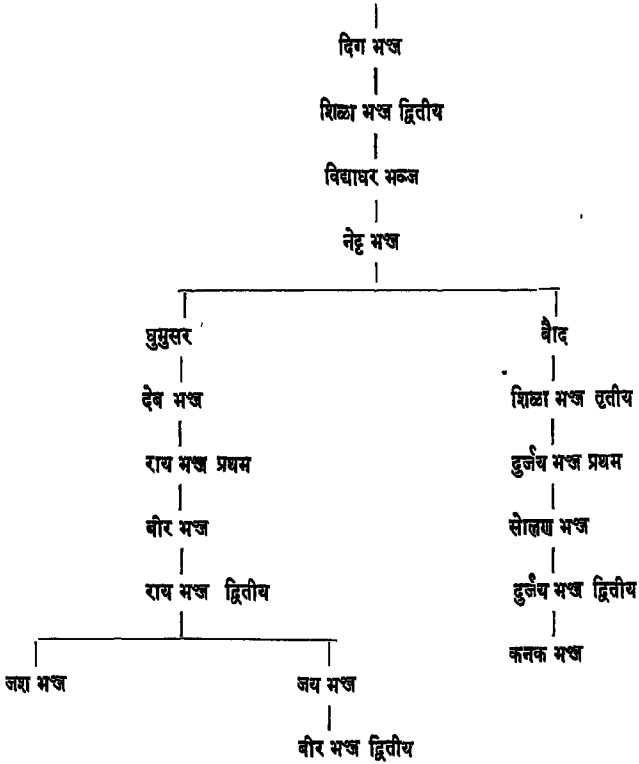 दिग भञ्ज
शिळा भञ्ज द्वितीय
विद्याधर भञ्ज
नेट्ट भञ्ज
घुमुसर बौद
देब भञ्ज शिळा भञ्ज तृतीय
राय भञ्ज प्रथम दुर्जय भञ्ज प्रथम
बीर भञ्ज सोलण भञ्ज
राय भञ्ज द्वितीय दुर्जय भञ्ज द्वितीय
कनक भञ्ज
जश भञ्ज जय भञ्ज
बीर भञ्ज द्वितीय